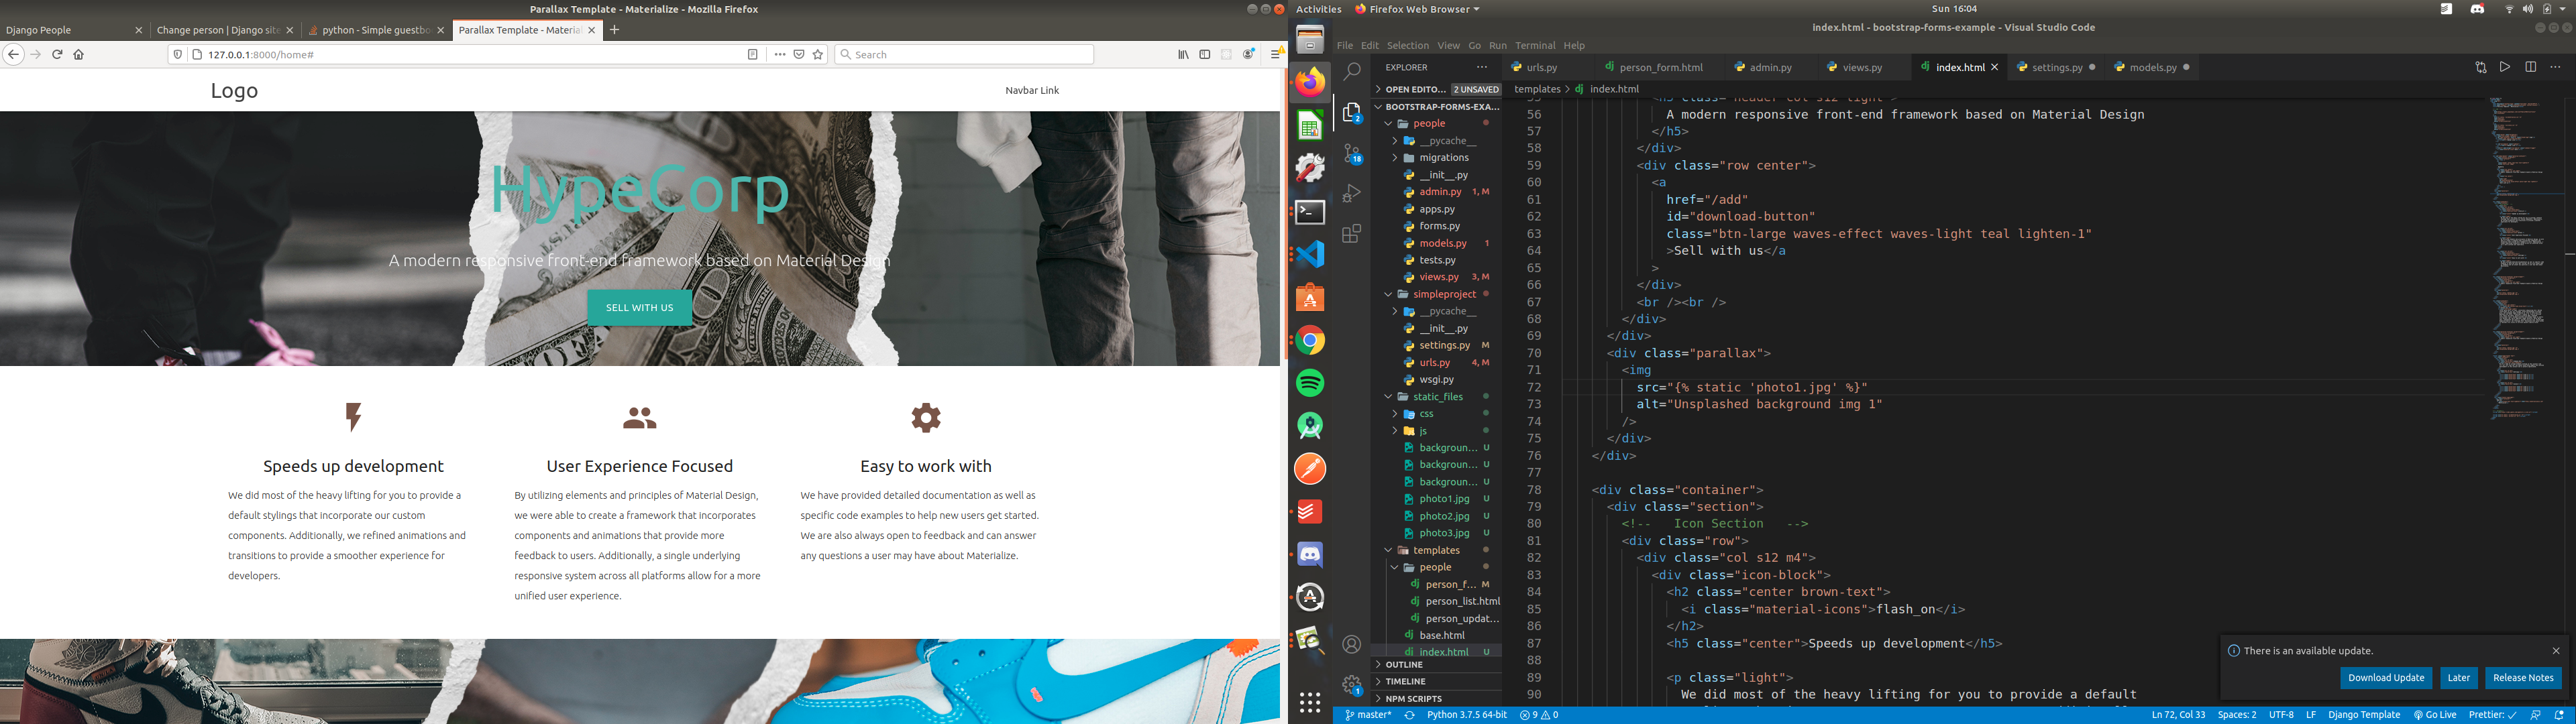 Parallax Template - Materialize - Mozilla Firefox
Django People
Change person | Django site
python - Simple guestbo
Parallax Template - Material
127.0.0.1:8000/home#
Search
Logo
Navbar Link
HypeCorp
A modern responsive front-end framework based on Material Design
SELL WITH US
Speeds up development
We did most of the heavy lifting for you to provide a
default stylings that incorporate our custom
components. Additionally, we refined animations and
transitions to provide a smoother experience for
developers.
User Experience Focused
By utilizing elements and principles of Material Design,
we were able to create a framework that incorporates
components and animations that provide more
feedback to users. Additionally, a single underlying
responsive system across all platforms allow for a more
unified user experience.
Easy to work with
We have provided detailed documentation as well as
specific code examples to help new users get started.
We are also always open to feedback and can answer
any questions a user may have about Materialize.
Activities
Firefox Web Browser
Sun 16:04
index.html - bootstrap-forms-example - Visual Studio Code
File Edit Selection View Go Run Terminal Help
EXPLORER
OPEN EDITO... 2 UNSAVED
BOOTSTRAP-FORMS-EXA...
people
__pycache__
migrations
__init__.py
admin.py 1, M
apps.py
forms.py
models.py 1
tests.py
views.py 3, M
simpleproject
__pycache__
__init__.py
settings.py M
urls.py 4, M
wsgi.py
static_files
css
js
backgroun... U
backgroun... U
backgroun... U
photo1.jpg U
photo2.jpg U
photo3.jpg U
templates
people
person_f... M
person_list.html
person_updat...
base.html
index.html U
OUTLINE
TIMELINE
NPM SCRIPTS
2
18
1
urls.py
person_form.html
admin.py
views.py
index.html
settings.py
models.py
templates > index.html
55 <h5 class="header col s12 light">
56 A modern responsive front-end framework based on Material Design
57 </h5>
58 </div>
59 <div class="row center">
60 <a
61 href="/add"
62 id="download-button"
63 class="btn-large waves-effect waves-light teal lighten-1"
64 >Sell with us</a
65 >
66 </div>
67 <br /><br />
68 </div>
69 </div>
70 <div class="parallax">
71 <img
72 src="{% static 'photo1.jpg' %}"
73 alt="Unsplashed background img 1"
74 />
75 </div>
76 </div>
77
78 <div class="container">
79 <div class="section">
80 <!--   Icon Section   -->
81 <div class="row">
82 <div class="col s12 m4">
83 <div class="icon-block">
84 <h2 class="center brown-text">
85 <i class="material-icons">flash_on</i>
86 </h2>
87 <h5 class="center">Speeds up development</h5>
88
89 <p class="light">
90 We did most of the heavy lifting for you to provide a default
There is an available update.
Download Update
Later
Release Notes
master*
Python 3.7.5 64-bit
9 0
Ln 72, Col 33
Spaces: 2
UTF-8
LF
Django Template
Go Live
Prettier: ✓